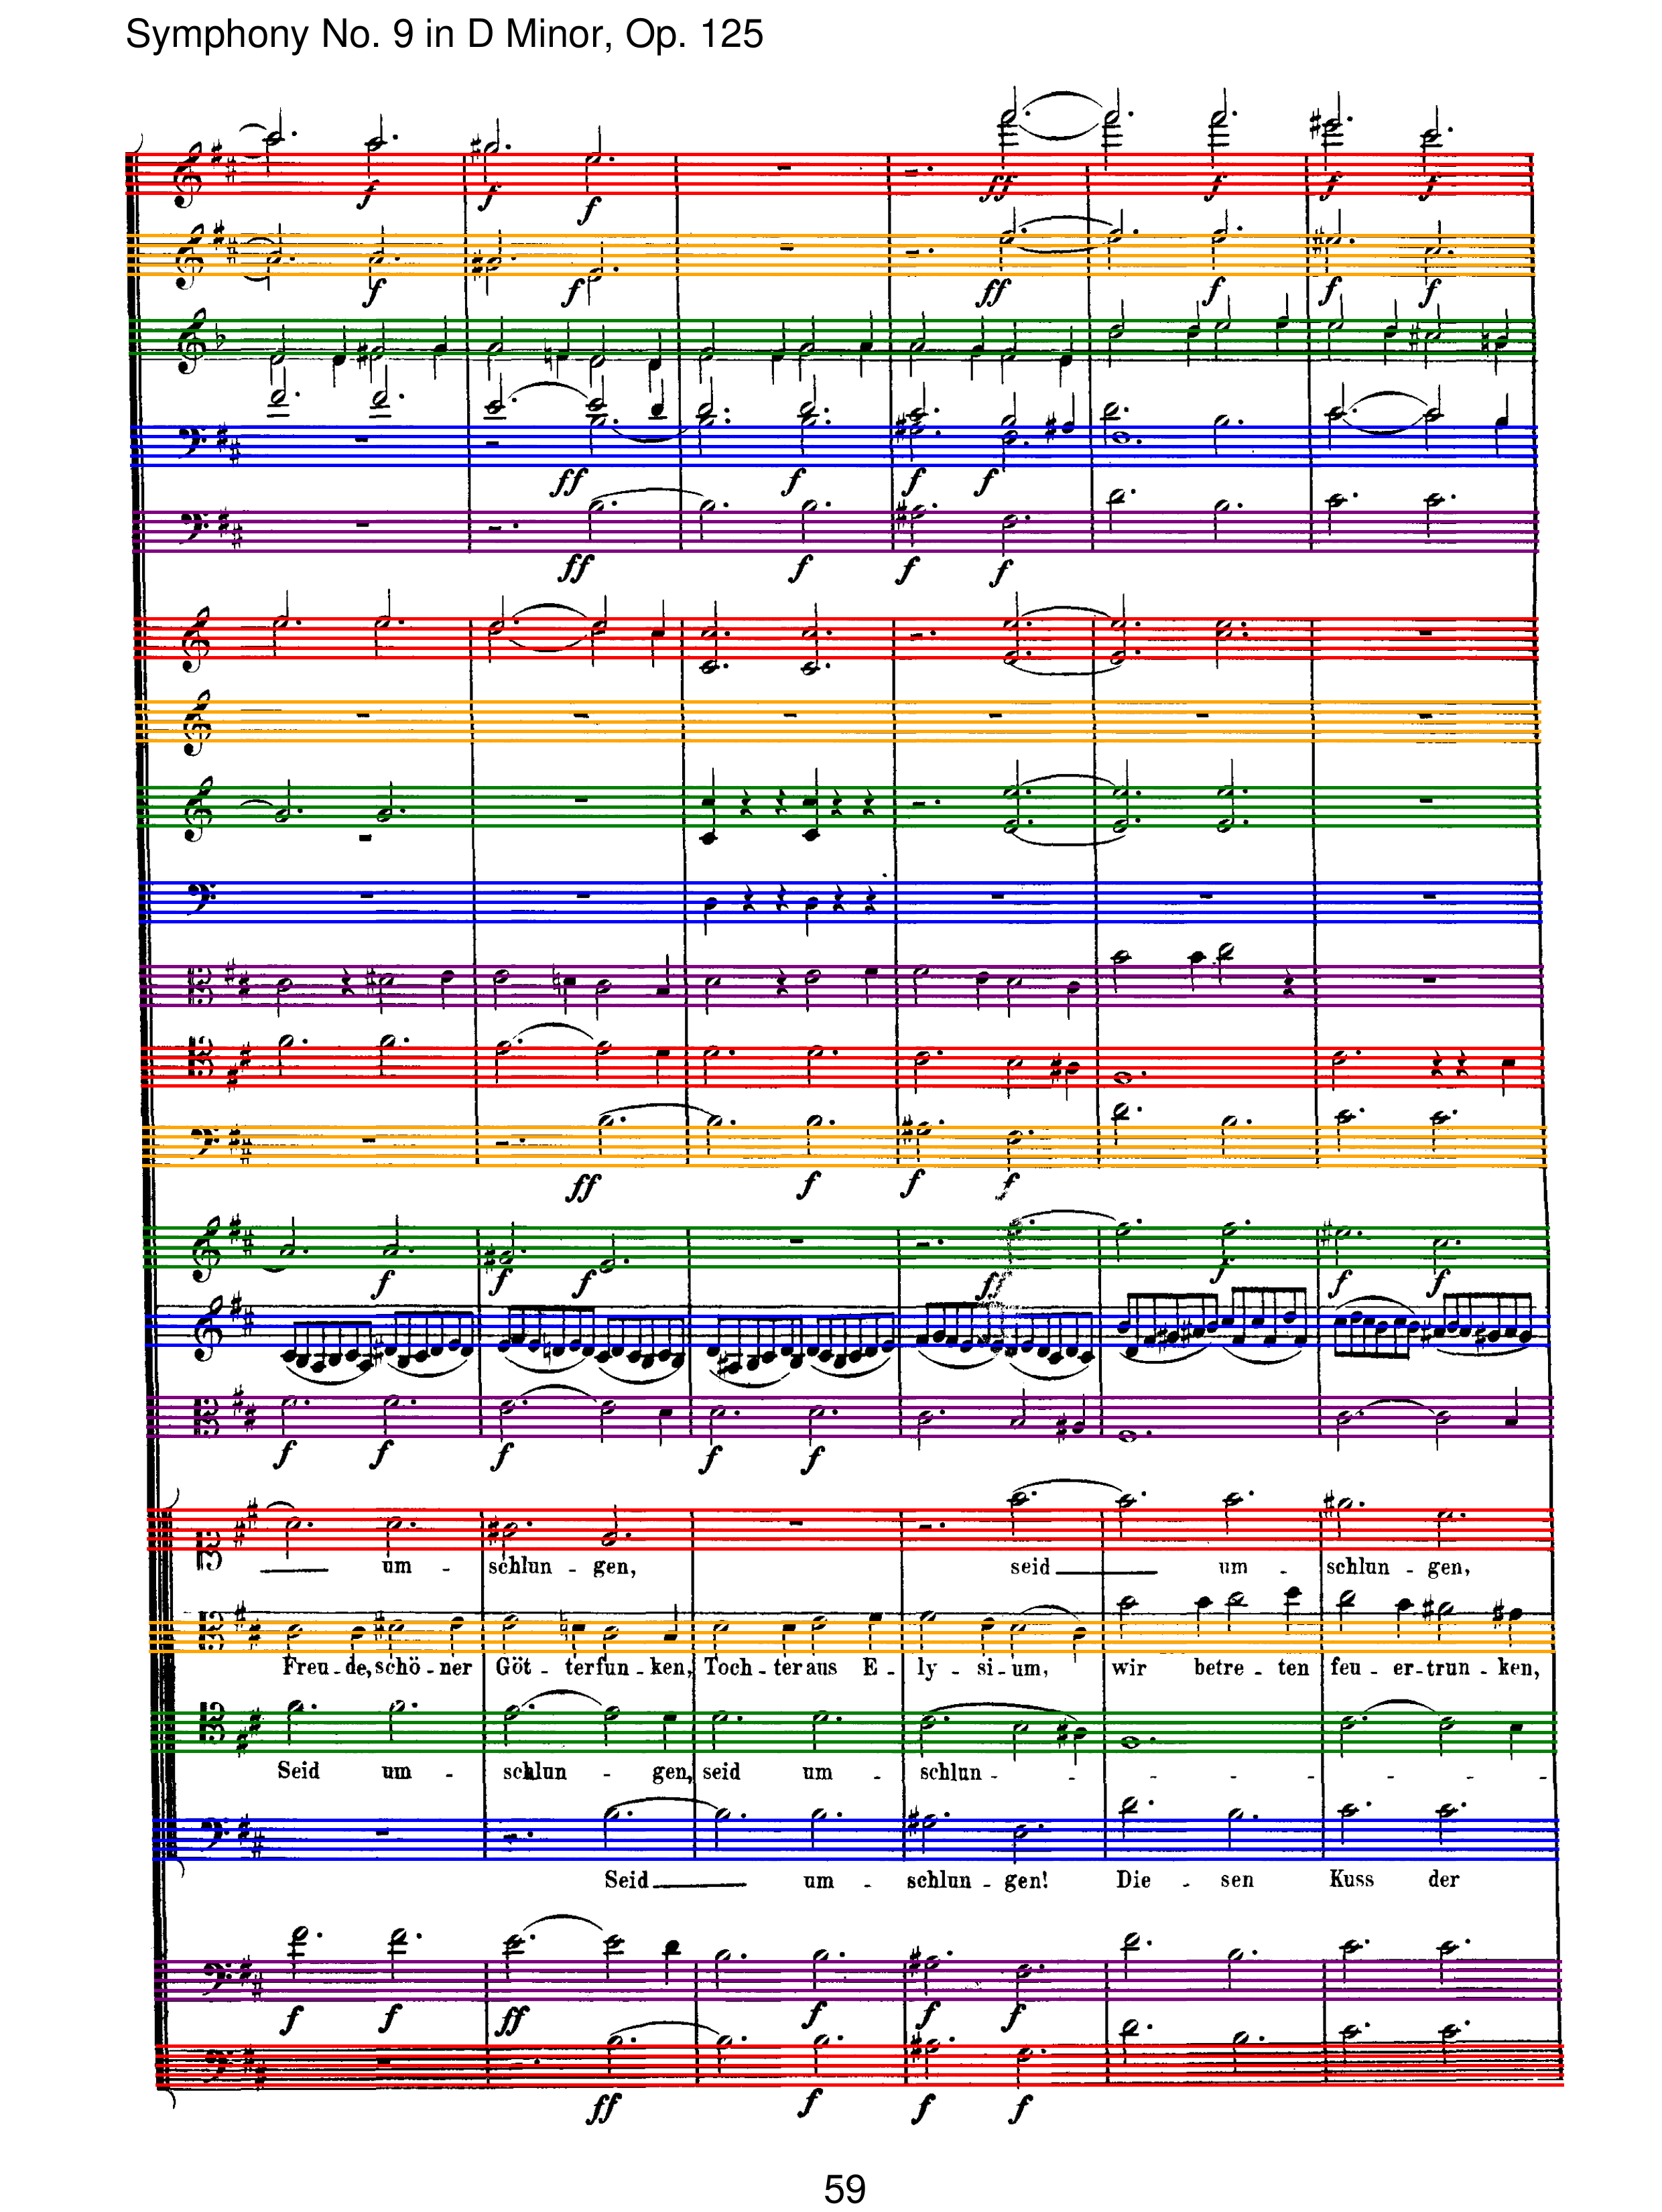 Symphony No. 9 in D Minor, Op. 125
f f f ff f f f
f f ff f f f
ff f f f
ff f f f
ff f f f
f f f ff f f f
f f f f f
um - schlun - gen, seid um - schlun - gen,
Freu - de, schö - ner Göt - terfun - ken, Toch - ter aus E - ly - si - um, wir betre - ten feu - er - trun - ken,
Seid um - schlun - gen, seid um - schlun -
Seid um - schlun - gen! Die - sen Kuss der
f f ff f f f
ff f f f
59